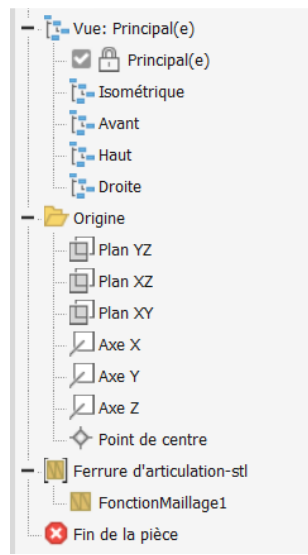 Vue: Principal(e)
Principal(e)
Isométrique
Avant
Haut
Droite
Origine
Plan YZ
Plan XZ
Plan XY
Axe X
Axe Y
Axe Z
Point de centre
Ferrure d'articulation-stl
FonctionMaillage1
Fin de la pièce